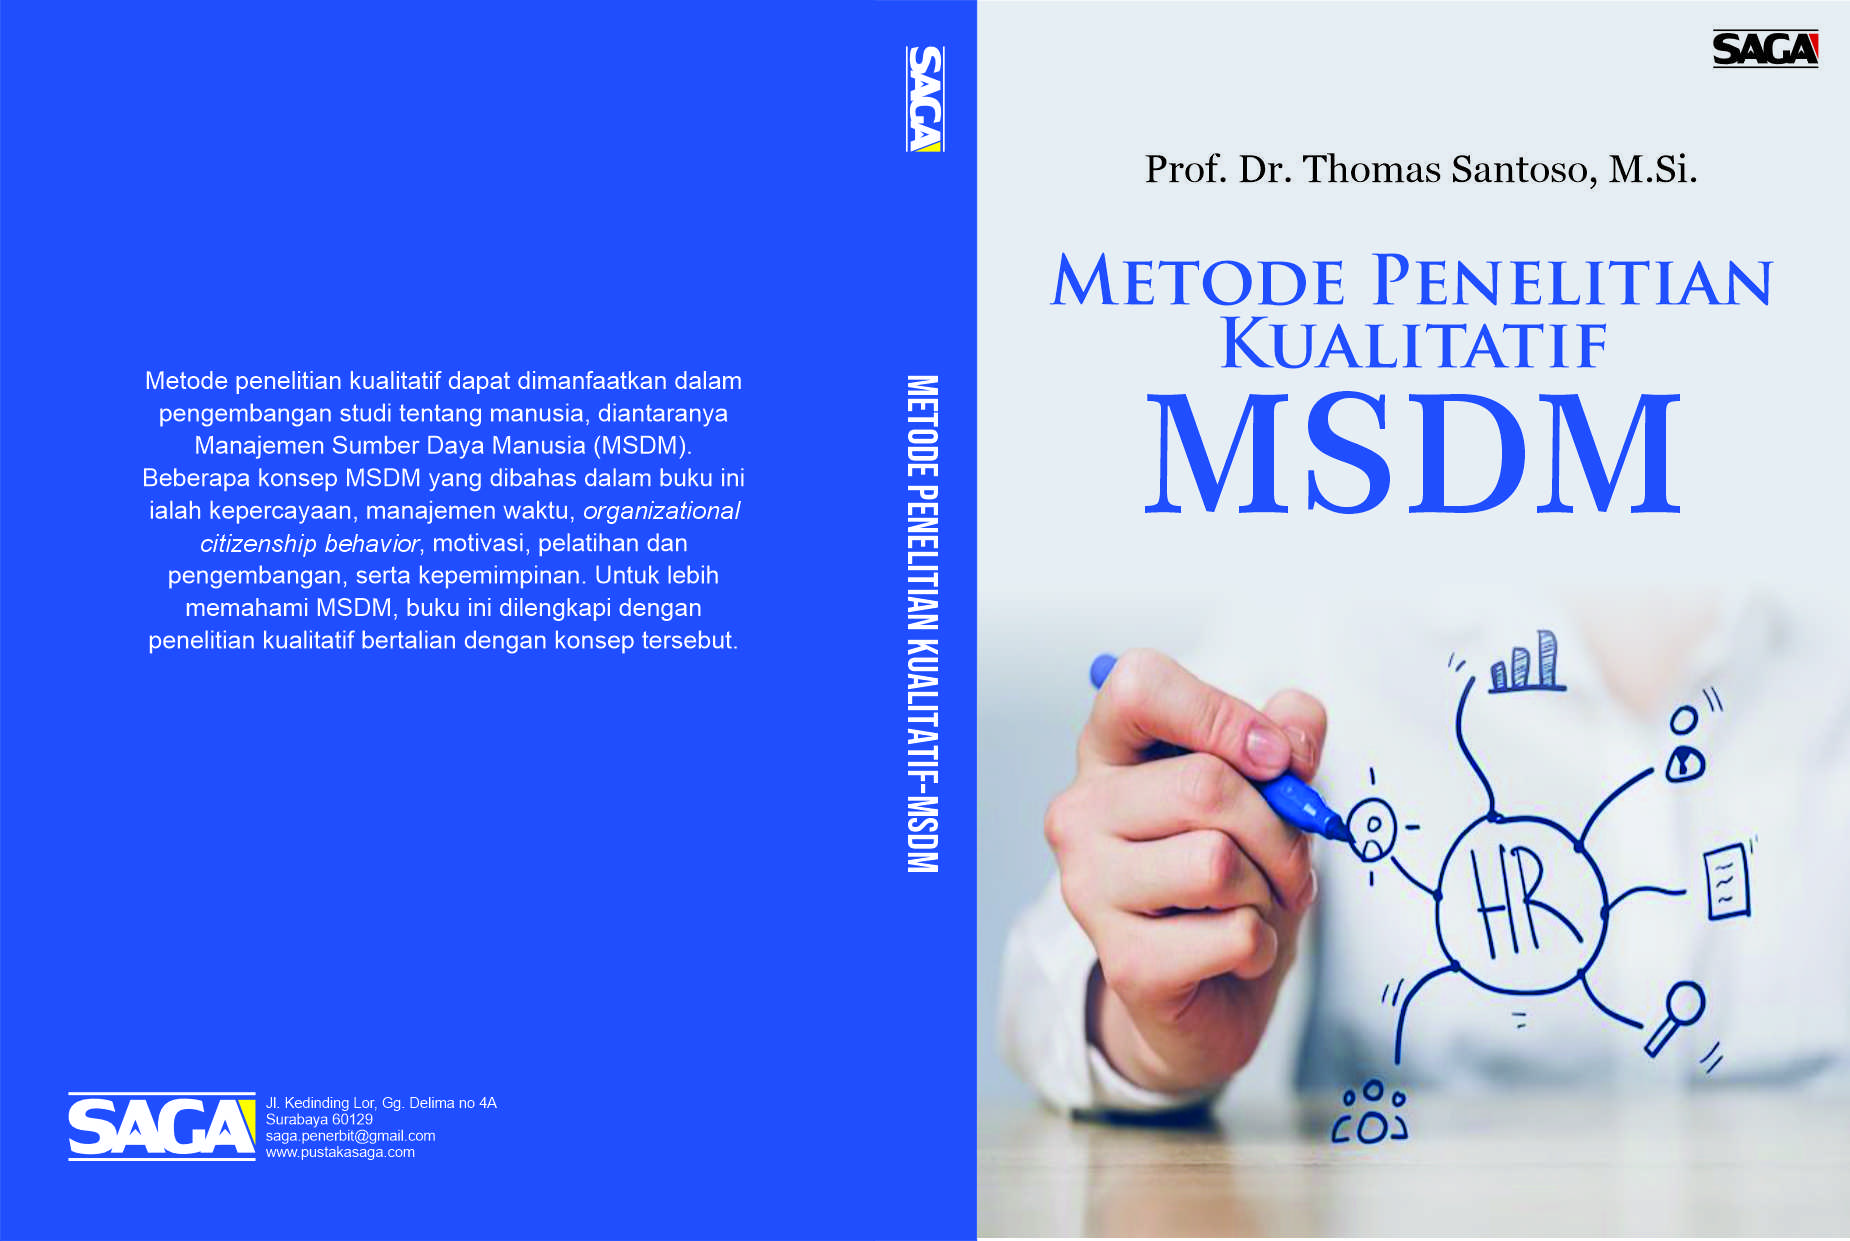 Metode penelitian kualitatif dapat dimanfaatkan dalam
pengembangan studi tentang manusia, diantaranya
Manajemen Sumber Daya Manusia (MSDM).
Beberapa konsep MSDM yang dibahas dalam buku ini
ialah kepercayaan, manajemen waktu, organizational
citizenship behavior, motivasi, pelatihan dan
pengembangan, serta kepemimpinan. Untuk lebih
memahami MSDM, buku ini dilengkapi dengan
penelitian kualitatif bertalian dengan konsep tersebut.
SAGA
Jl. Kedinding Lor, Gg. Delima no 4A
Surabaya 60129
saga.penerbit@gmail.com
www.pustakasaga.com
SAGA
METODE PENELITIAN KUALITATIF-MSDM
SAGA
Prof. Dr. Thomas Santoso, M.Si.
METODE PENELITIAN
KUALITATIF
MSDM
HR